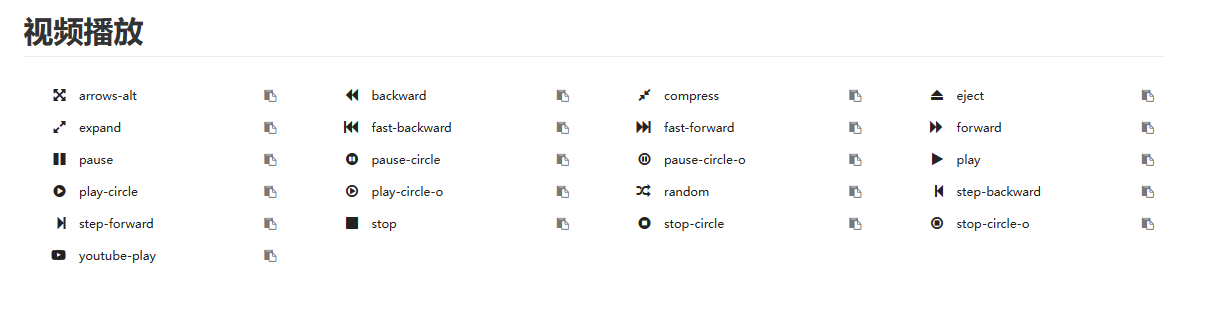 视频播放
arrows-alt backward compress eject
expand fast-backward fast-forward forward
pause pause-circle pause-circle-o play
play-circle play-circle-o random step-backward
step-forward stop stop-circle stop-circle-o
youtube-play